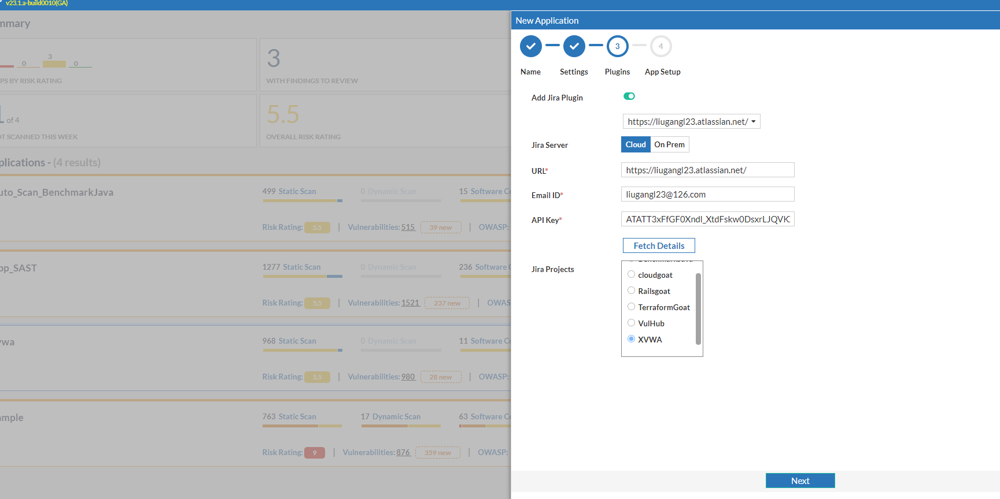 v23.1.a-build0010(GA)
mmary
0
3
0
PS BY RISK RATING
3
WITH FINDINGS TO REVIEW
of 4
OT SCANNED THIS WEEK
5.5
OVERALL RISK RATING
plications - (4 results)
uto_Scan_BenchmarkJava
499 Static Scan
0 Dynamic Scan
15 Software Co
Risk Rating: 5.5 | Vulnerabilities: 515 39 new | OWASP:
pp_SAST
1277 Static Scan
0 Dynamic Scan
236 Software C
Risk Rating: 5.5 | Vulnerabilities: 1521 237 new | OWAS
vwa
968 Static Scan
0 Dynamic Scan
11 Software Co
Risk Rating: 5.5 | Vulnerabilities: 980 28 new | OWASP:
ample
763 Static Scan
17 Dynamic Scan
63 Software Co
Risk Rating: 9 | Vulnerabilities: 876 359 new | OWASP:
New Application
3
4
Name
Settings
Plugins
App Setup
Add Jira Plugin
https://liugangl23.atlassian.net/
Jira Server
Cloud
On Prem
URL*
https://liugangl23.atlassian.net/
Email ID*
liugangl23@126.com
API Key*
ATATT3xFfGF0Xndl_XtdFskw0DsxrLJQVK
Fetch Details
Jira Projects
cloudgoat
Railsgoat
TerraformGoat
VulHub
XVWA
Next